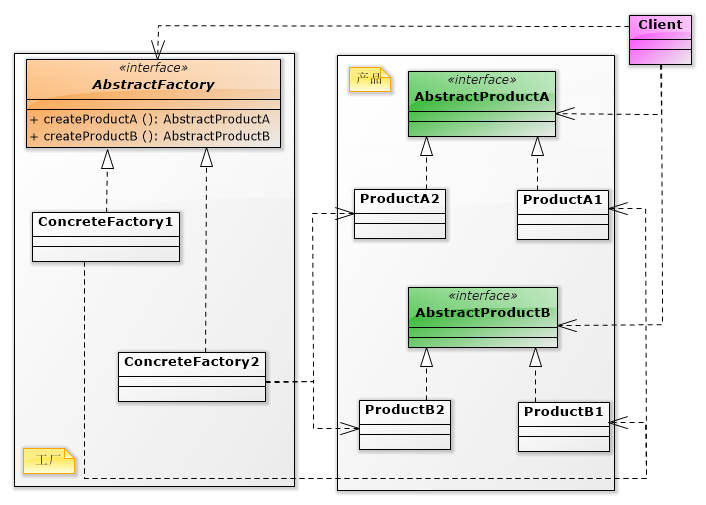 Client
«interface»
AbstractFactory
+ createProductA (): AbstractProductA
+ createProductB (): AbstractProductB
ConcreteFactory1
ConcreteFactory2
工厂
产品
«interface»
AbstractProductA
ProductA2
ProductA1
«interface»
AbstractProductB
ProductB2
ProductB1